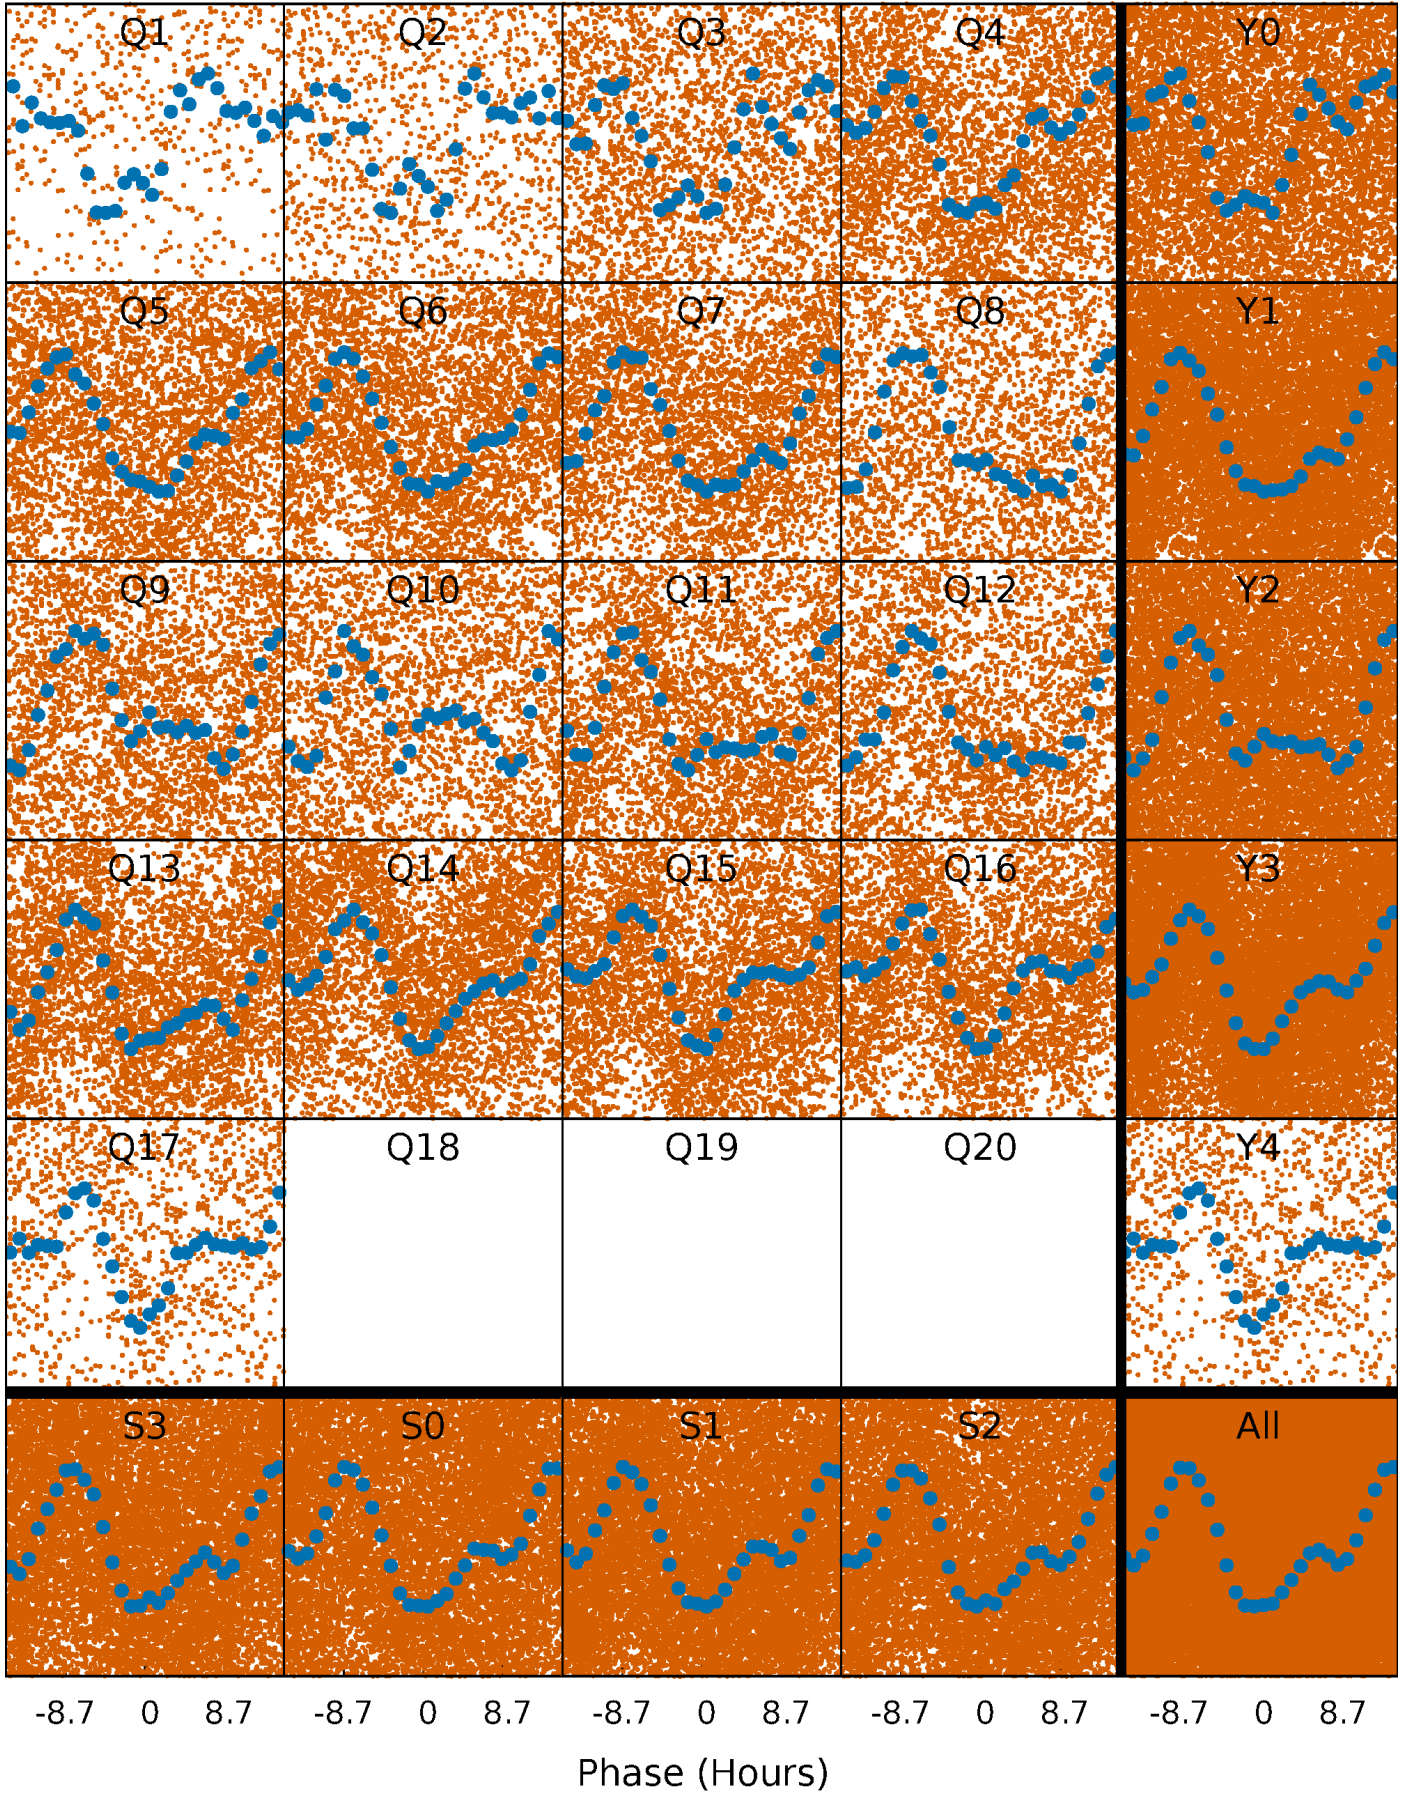 Q1 Q2 Q3 Q4 Y0
Q5 Q6 Q7 Q8 Y1
Q9 Q10 Q11 Q12 Y2
Q13 Q14 Q15 Q16 Y3
Q17 Q18 Q19 Q20 Y4
S3 S0 S1 S2 All
-8.7 0 8.7 -8.7 0 8.7 -8.7 0 8.7 -8.7 0 8.7 -8.7 0 8.7
Phase (Hours)